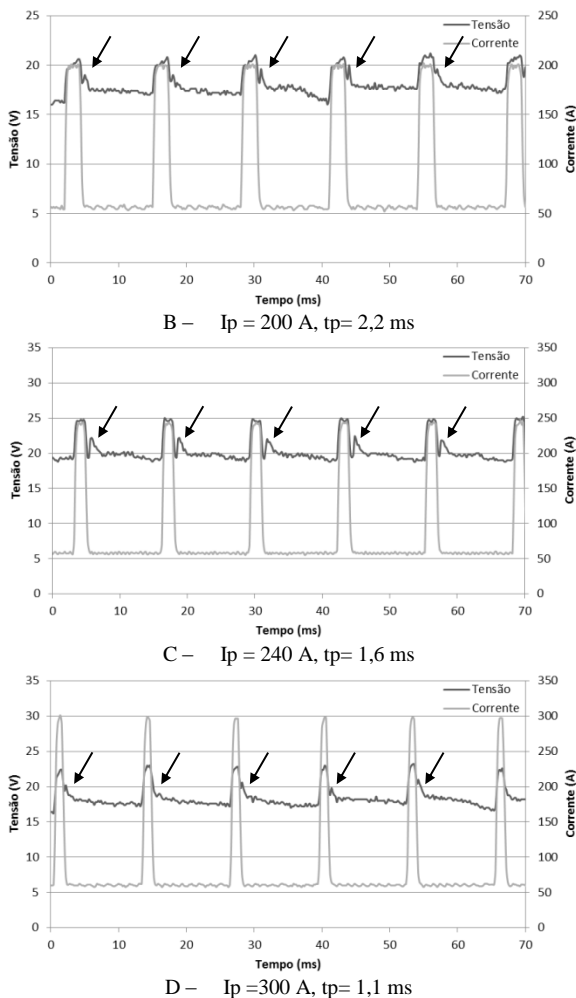 Tensão
Corrente
25
20
15
10
5
0
Tensão (V)
250
200
150
100
50
0
Corrente (A)
0 10 20 30 40 50 60 70
Tempo (ms)
B – Ip = 200 A, tp= 2,2 ms
Tensão
Corrente
35
30
25
20
15
10
5
0
Tensão (V)
350
300
250
200
150
100
50
0
Corrente (A)
0 10 20 30 40 50 60 70
Tempo (ms)
C – Ip = 240 A, tp= 1,6 ms
Tensão
Corrente
35
30
25
20
15
10
5
0
Tensão (V)
350
300
250
200
150
100
50
0
Corrente (A)
0 10 20 30 40 50 60 70
Tempo (ms)
D – Ip =300 A, tp= 1,1 ms